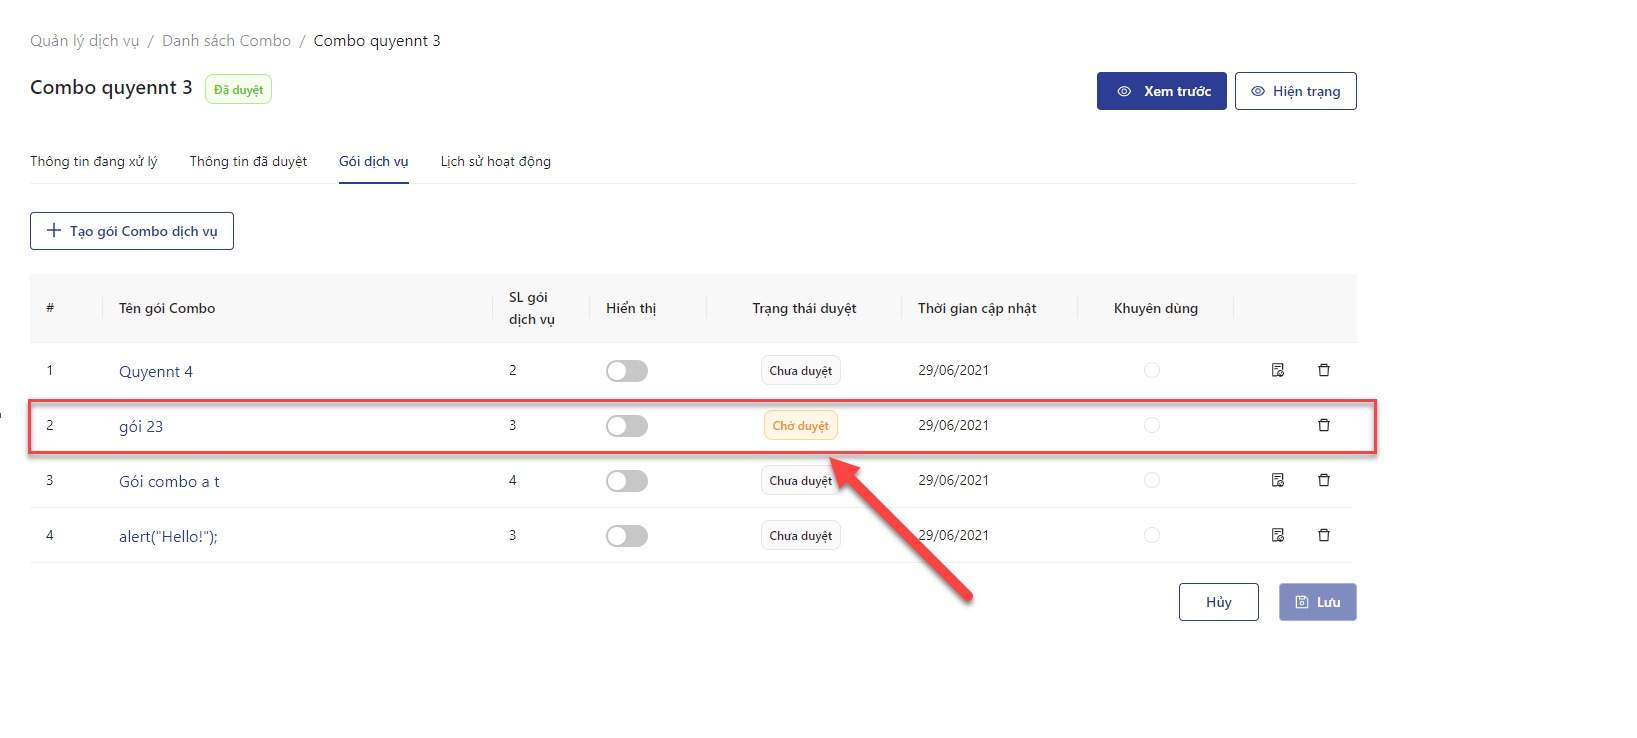 Quản lý dịch vụ / Danh sách Combo / Combo quyennt 3
Combo quyennt 3 Đã duyệt
Xem trước Hiện trạng
Thông tin đang xử lý Thông tin đã duyệt Gói dịch vụ Lịch sử hoạt động
Tạo gói Combo dịch vụ
# Tên gói Combo SL gói dịch vụ Hiển thị Trạng thái duyệt Thời gian cập nhật Khuyên dùng
1 Quyennt 4 2 Chưa duyệt 29/06/2021
2 gói 23 3 Chờ duyệt 29/06/2021
3 Gói combo a t 4 Chưa duyệt 29/06/2021
4 alert("Hello!"); 3 Chưa duyệt 29/06/2021
Hủy Lưu